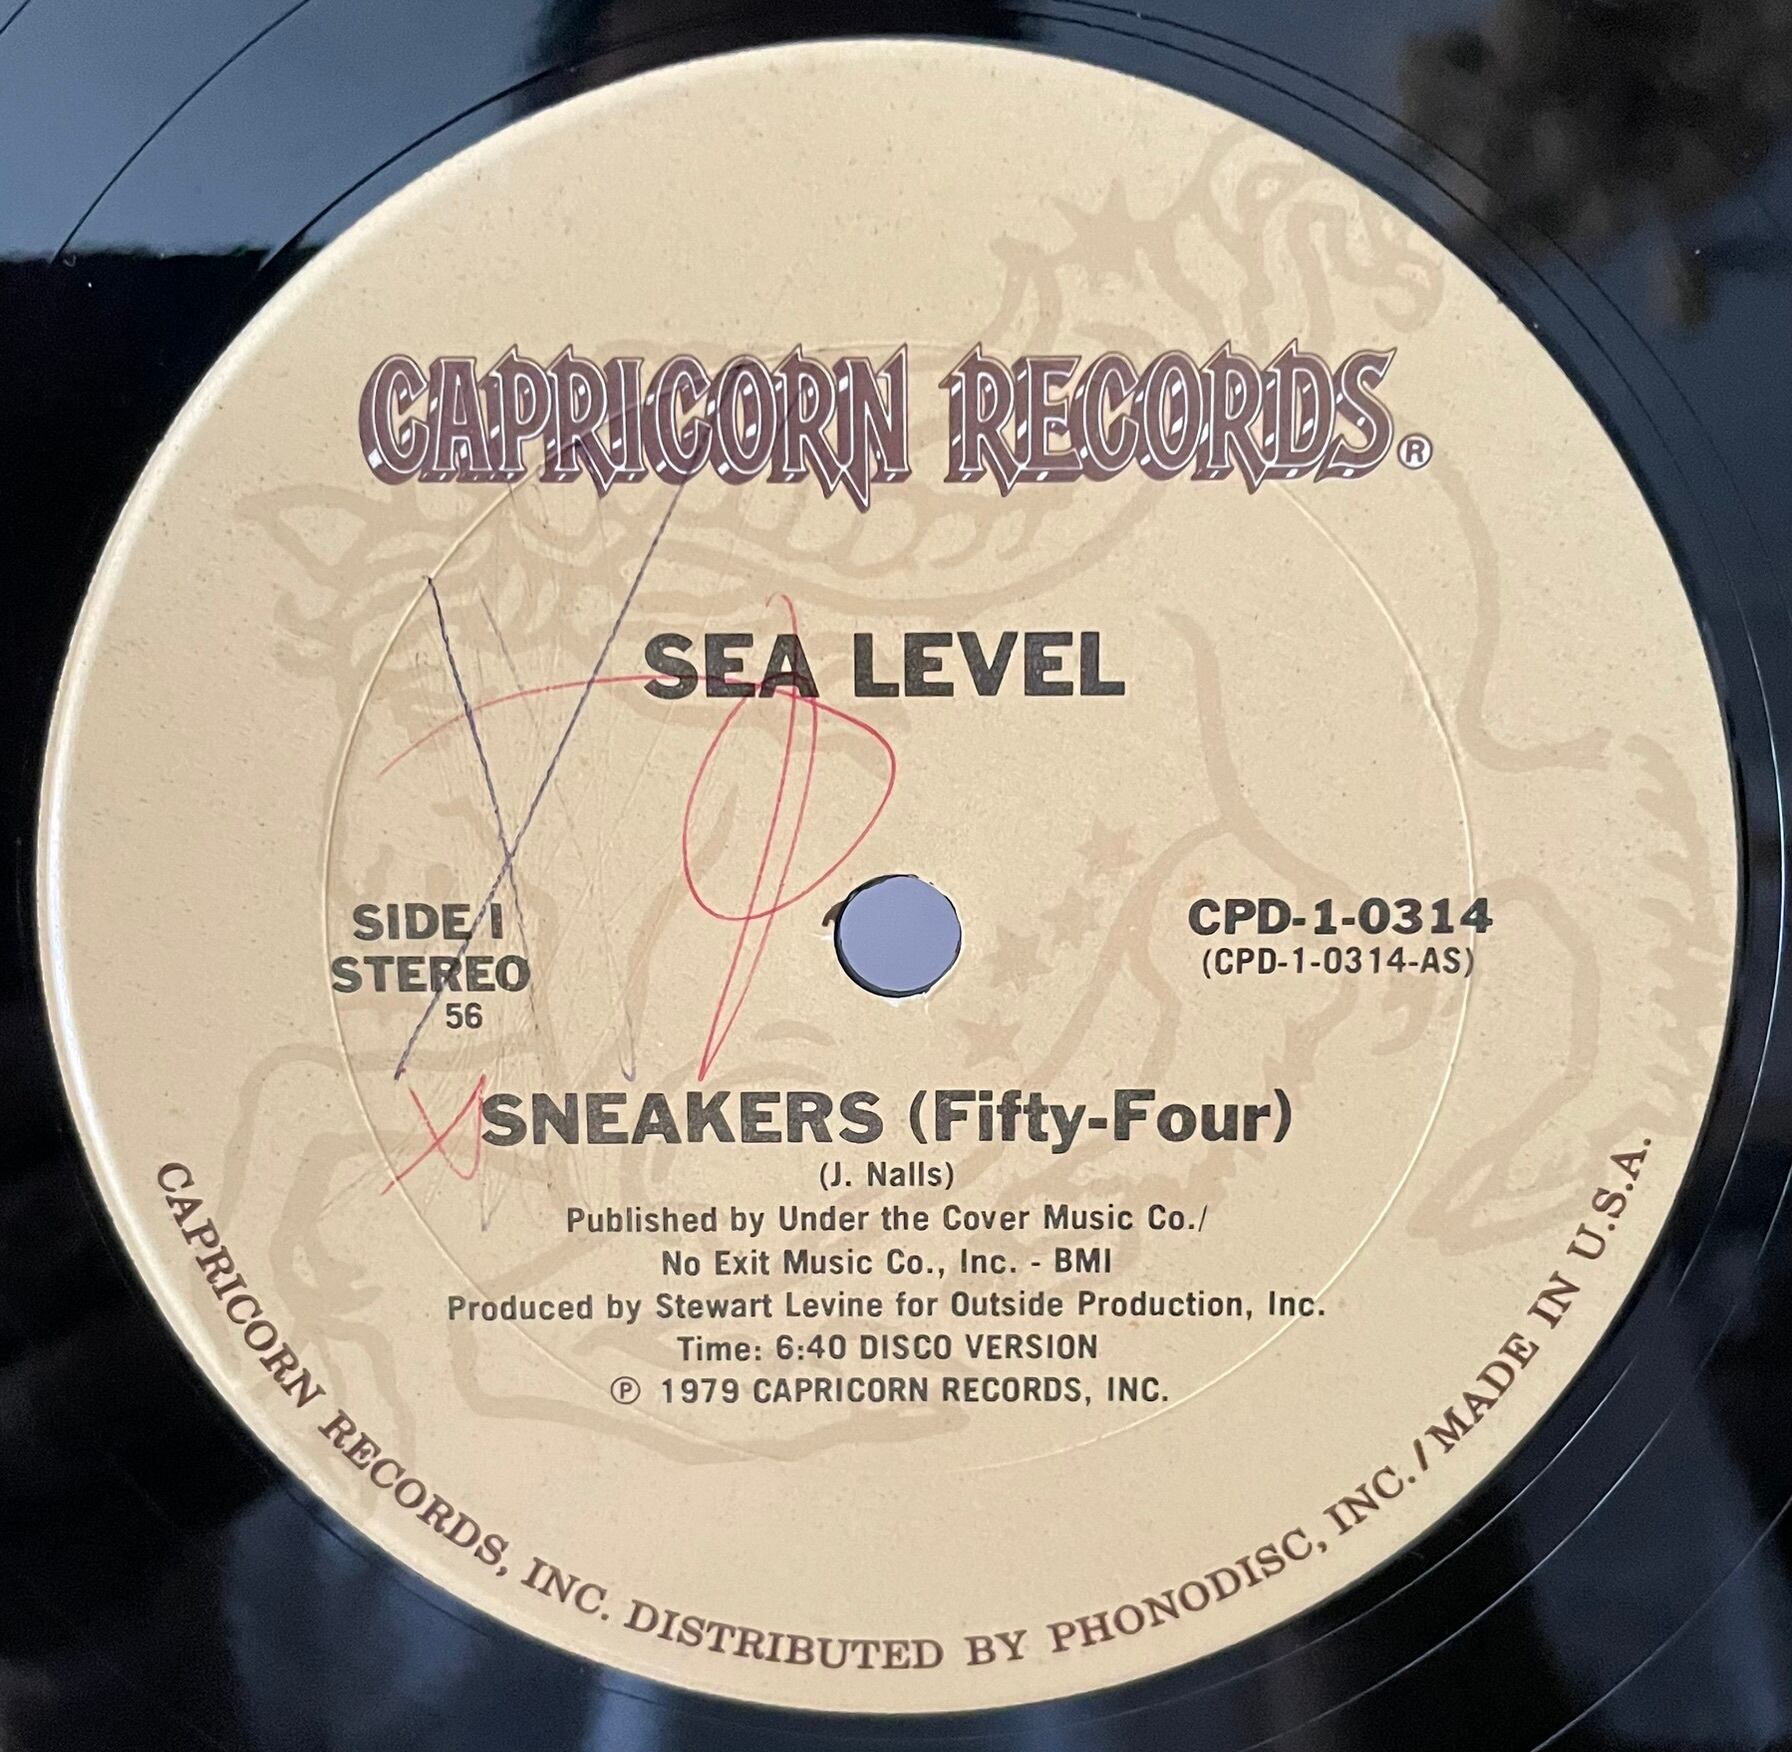 CAPRICORN RECORDS®
SEA LEVEL
SIDE I
STEREO
56
CPD-1-0314
(CPD-1-0314-AS)
SNEAKERS (Fifty-Four)
(J. Nalls)
Published by Under the Cover Music Co./
No Exit Music Co., Inc. - BMI
Produced by Stewart Levine for Outside Production, Inc.
Time: 6:40 DISCO VERSION
℗ 1979 CAPRICORN RECORDS, INC.
CAPRICORN RECORDS, INC. DISTRIBUTED BY PHONODISC, INC. / MADE IN U.S.A.